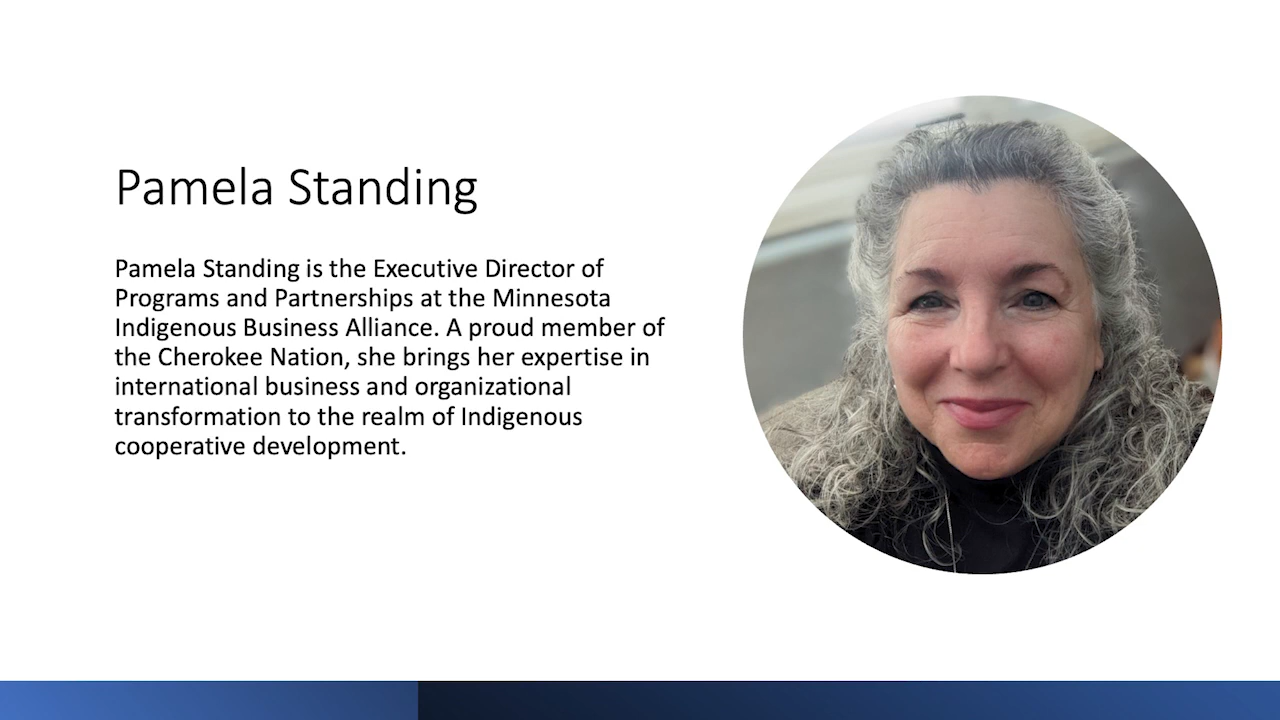 Pamela Standing
Pamela Standing is the Executive Director of
Programs and Partnerships at the Minnesota
Indigenous Business Alliance. A proud member of
the Cherokee Nation, she brings her expertise in
international business and organizational
transformation to the realm of Indigenous
cooperative development.